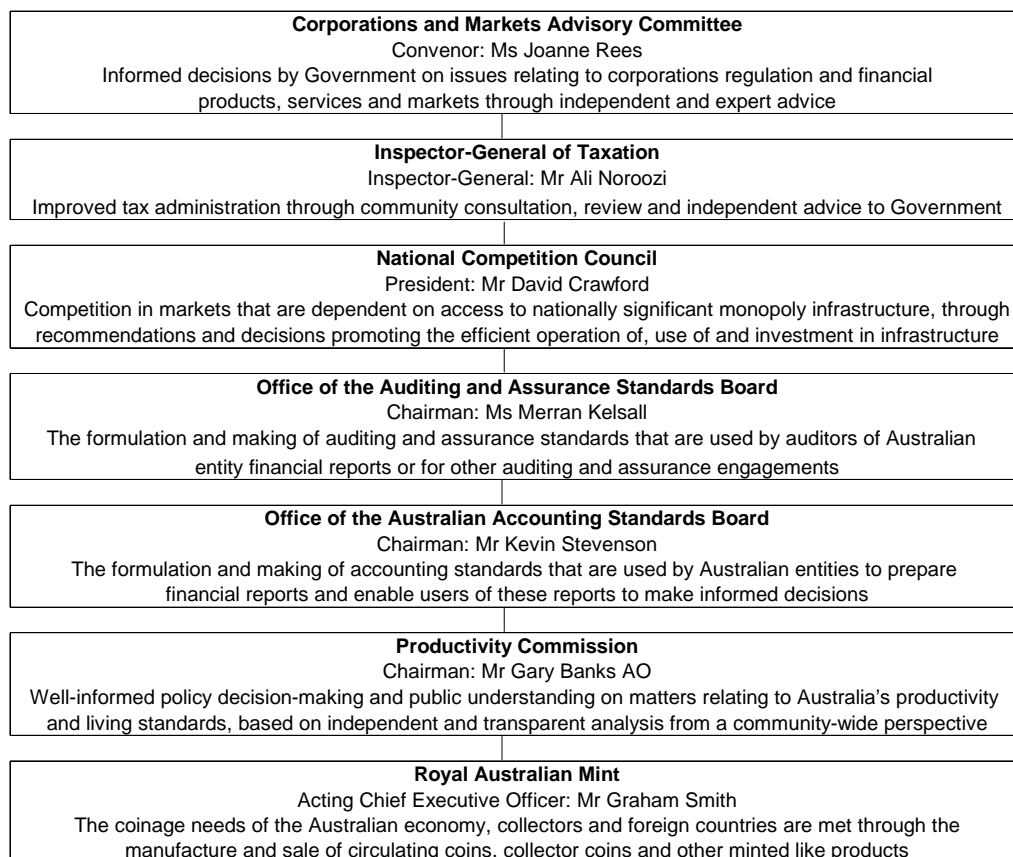 Corporations and Markets Advisory Committee
Convenor: Ms Joanne Rees
Informed decisions by Government on issues relating to corporations regulation and financial
products, services and markets through independent and expert advice
Inspector-General of Taxation
Inspector-General: Mr Ali Noroozi
Improved tax administration through community consultation, review and independent advice to Government
National Competition Council
President: Mr David Crawford
Competition in markets that are dependent on access to nationally significant monopoly infrastructure, through
recommendations and decisions promoting the efficient operation of, use of and investment in infrastructure
Office of the Auditing and Assurance Standards Board
Chairman: Ms Merran Kelsall
The formulation and making of auditing and assurance standards that are used by auditors of Australian
entity financial reports or for other auditing and assurance engagements
Office of the Australian Accounting Standards Board
Chairman: Mr Kevin Stevenson
The formulation and making of accounting standards that are used by Australian entities to prepare
financial reports and enable users of these reports to make informed decisions
Productivity Commission
Chairman: Mr Gary Banks AO
Well-informed policy decision-making and public understanding on matters relating to Australia’s productivity
and living standards, based on independent and transparent analysis from a community-wide perspective
Royal Australian Mint
Acting Chief Executive Officer: Mr Graham Smith
The coinage needs of the Australian economy, collectors and foreign countries are met through the
manufacture and sale of circulating coins, collector coins and other minted like products